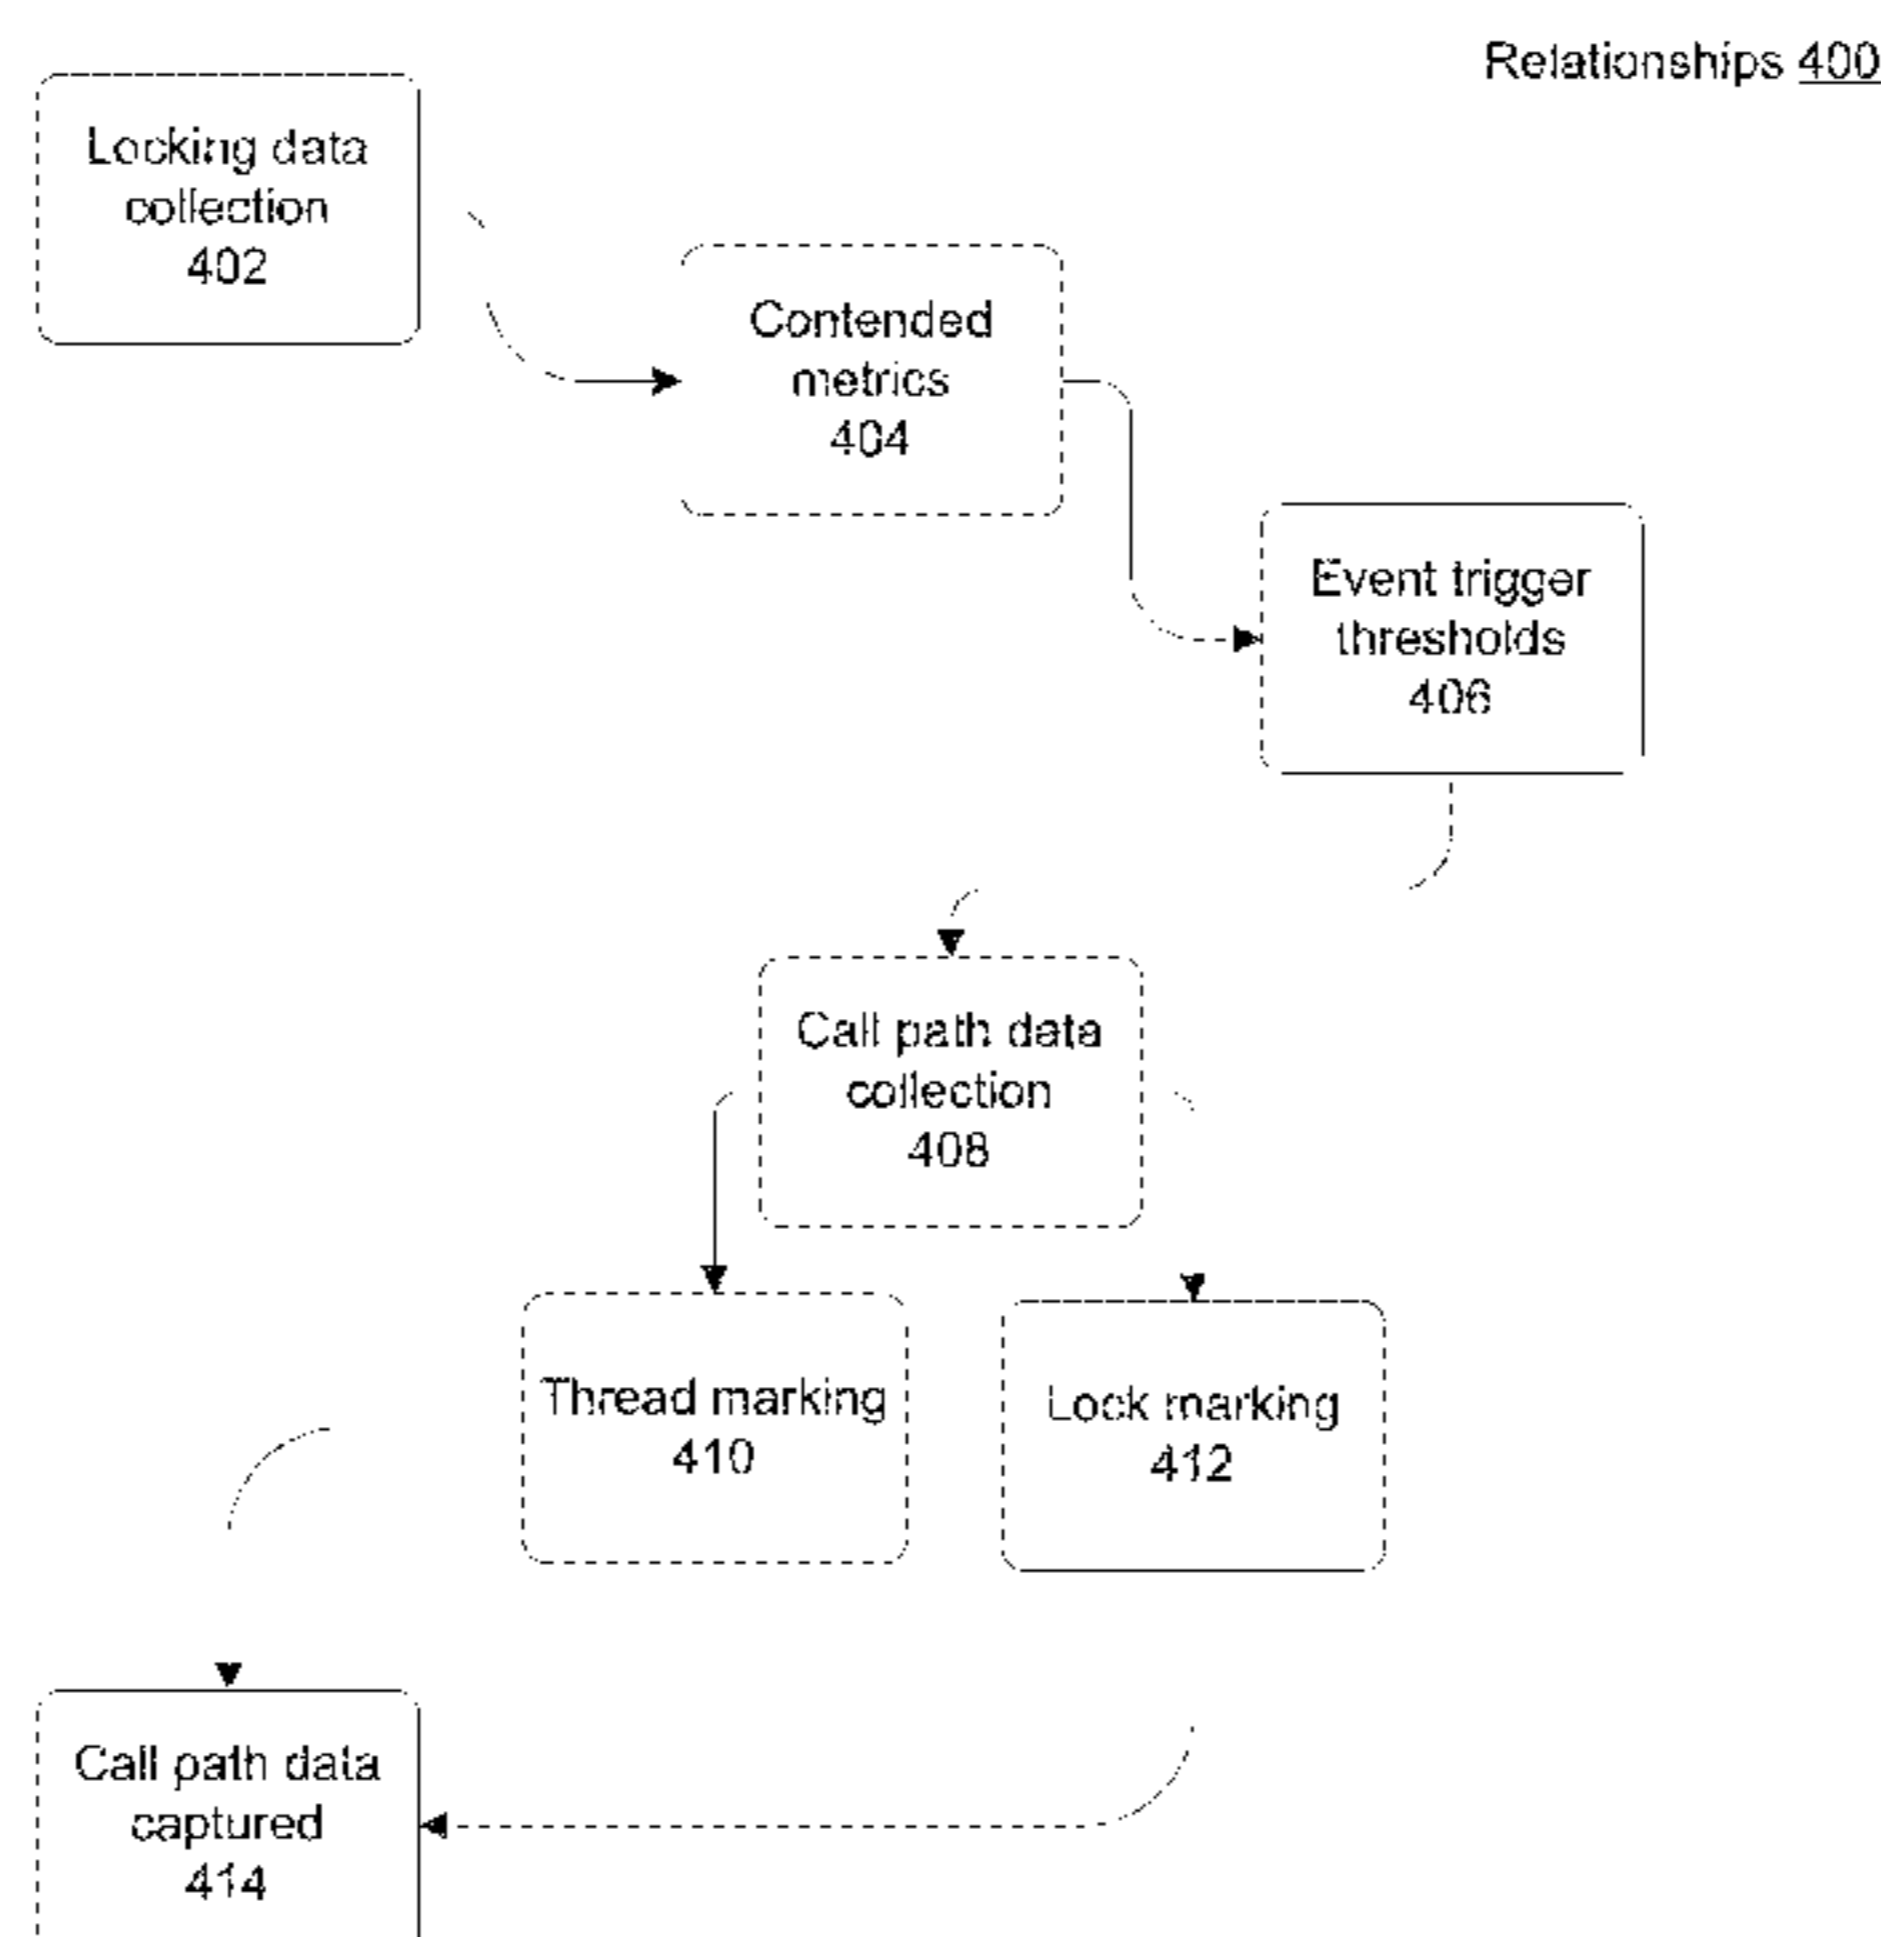 Relationships 400
Locking data
collection
402
Contended
metrics
404
Event trigger
thresholds
406
Call path data
collection
408
Thread marking
410
Lock marking
412
Call path data
captured
414